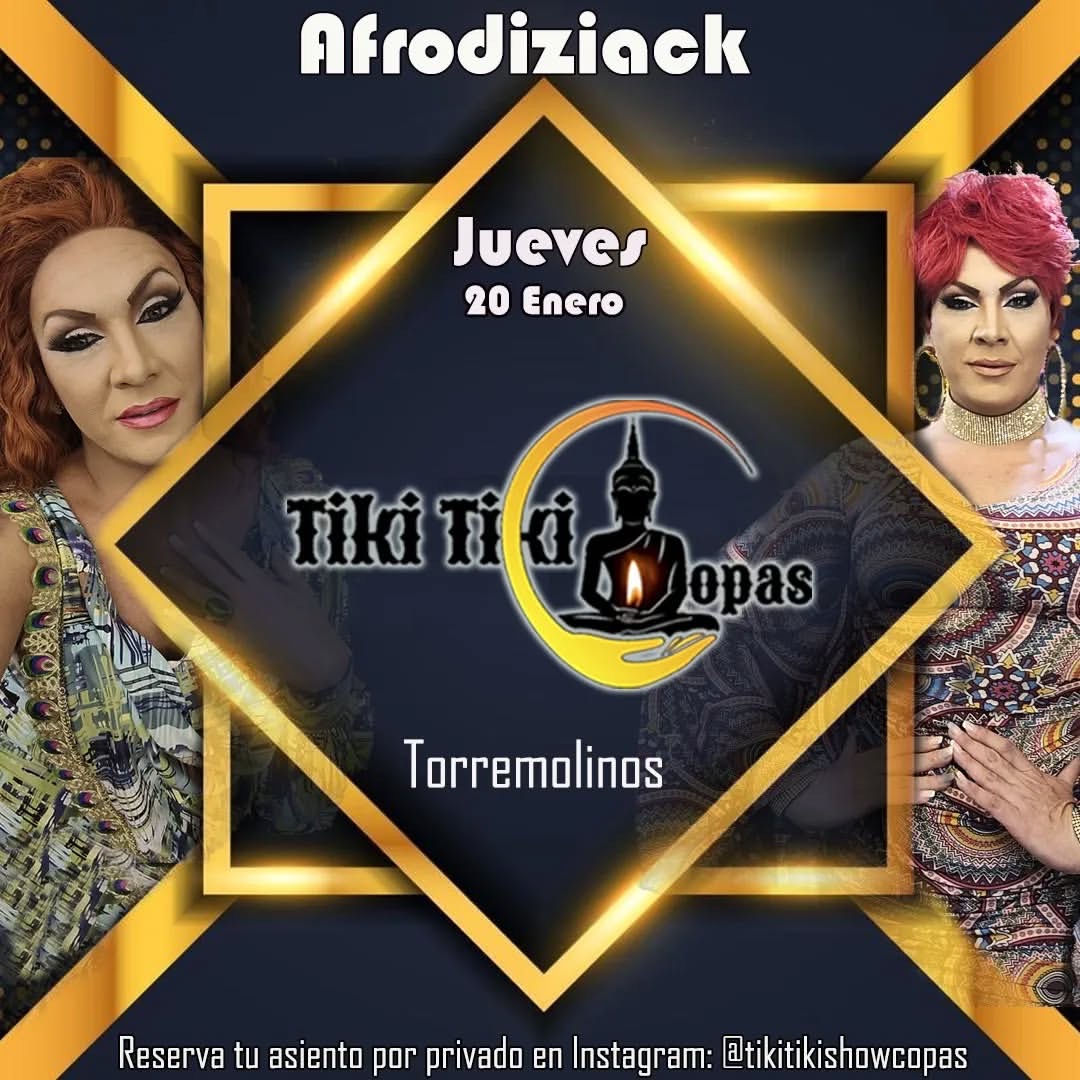 Afrodiziack
Jueves
20 Enero
Tiki Tiki
Copas
Torremolinos
Reserva tu asiento por privado en Instagram: @tikitikishowcopas